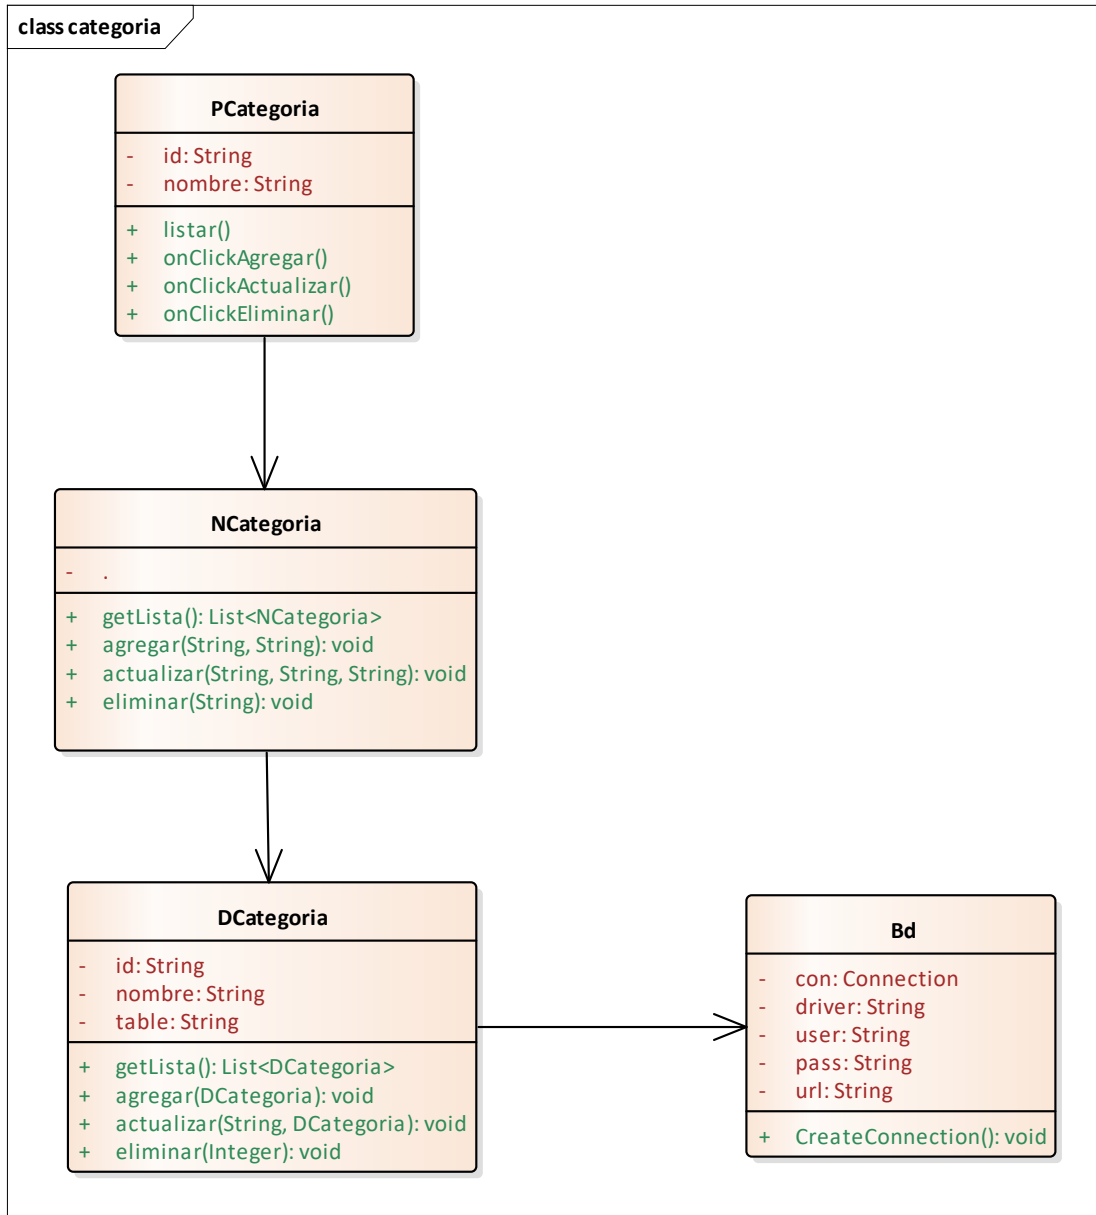 class categoria
PCategoria
- id: String
- nombre: String
+ listar()
+ onClickAgregar()
+ onClickActualizar()
+ onClickEliminar()
NCategoria
- .
+ getLista(): List<NCategoria>
+ agregar(String, String): void
+ actualizar(String, String, String): void
+ eliminar(String): void
DCategoria
- id: String
- nombre: String
- table: String
+ getLista(): List<DCategoria>
+ agregar(DCategoria): void
+ actualizar(String, DCategoria): void
+ eliminar(Integer): void
Bd
- con: Connection
- driver: String
- user: String
- pass: String
- url: String
+ CreateConnection(): void